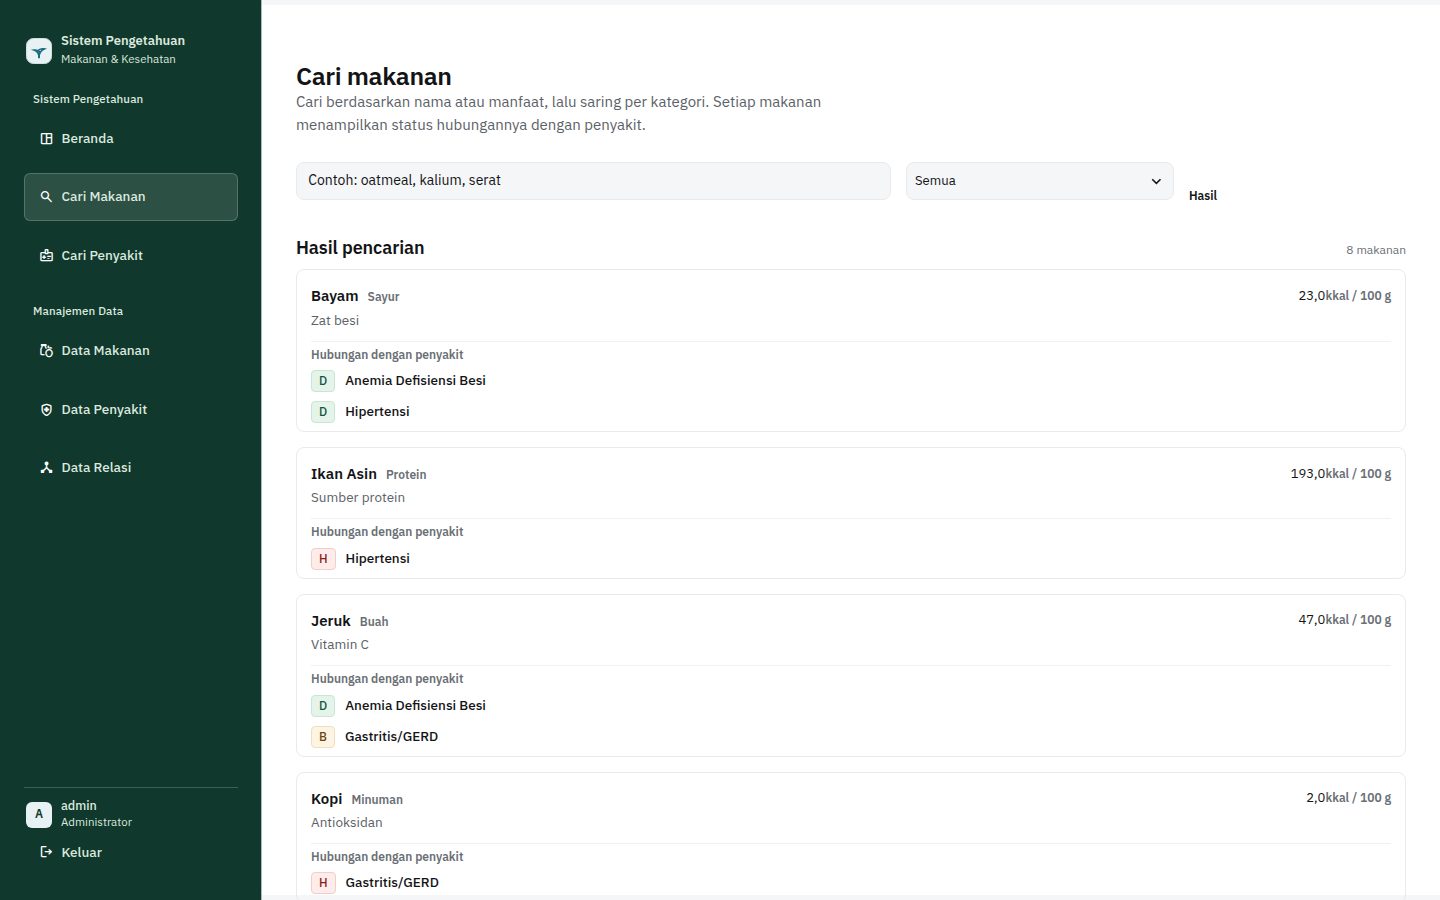 Sistem Pengetahuan
Makanan & Kesehatan
Sistem Pengetahuan
Beranda
Cari Makanan
Cari Penyakit
Manajemen Data
Data Makanan
Data Penyakit
Data Relasi
A
admin
Administrator
Keluar
Cari makanan
Cari berdasarkan nama atau manfaat, lalu saring per kategori. Setiap makanan
menampilkan status hubungannya dengan penyakit.
Contoh: oatmeal, kalium, serat
Semua
Hasil
Hasil pencarian
8 makanan
Bayam Sayur
23,0kkal / 100 g
Zat besi
Hubungan dengan penyakit
D Anemia Defisiensi Besi
D Hipertensi
Ikan Asin Protein
193,0kkal / 100 g
Sumber protein
Hubungan dengan penyakit
H Hipertensi
Jeruk Buah
47,0kkal / 100 g
Vitamin C
Hubungan dengan penyakit
D Anemia Defisiensi Besi
B Gastritis/GERD
Kopi Minuman
2,0kkal / 100 g
Antioksidan
Hubungan dengan penyakit
H Gastritis/GERD